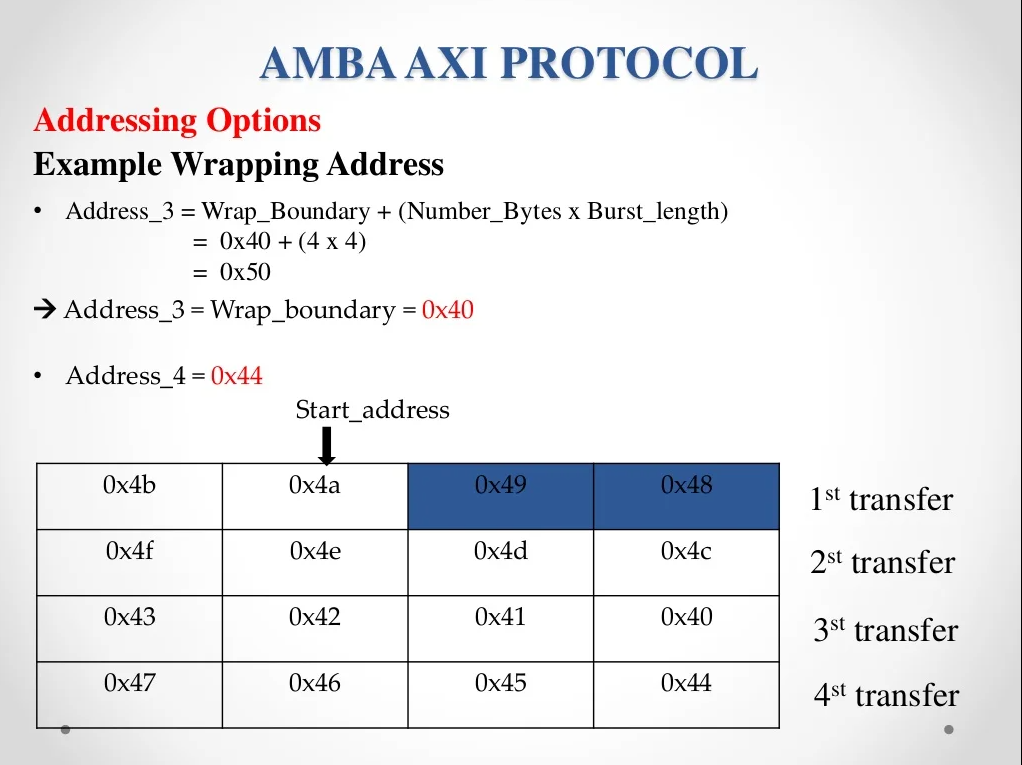 AMBA AXI PROTOCOL
Addressing Options
Example Wrapping Address
• Address_3 = Wrap_Boundary + (Number_Bytes x Burst_length)
= 0x40 + (4 x 4)
= 0x50
→ Address_3 = Wrap_boundary = 0x40
• Address_4 = 0x44
Start_address
0x4b 0x4a 0x49 0x48 1st transfer
0x4f 0x4e 0x4d 0x4c 2st transfer
0x43 0x42 0x41 0x40 3st transfer
0x47 0x46 0x45 0x44 4st transfer